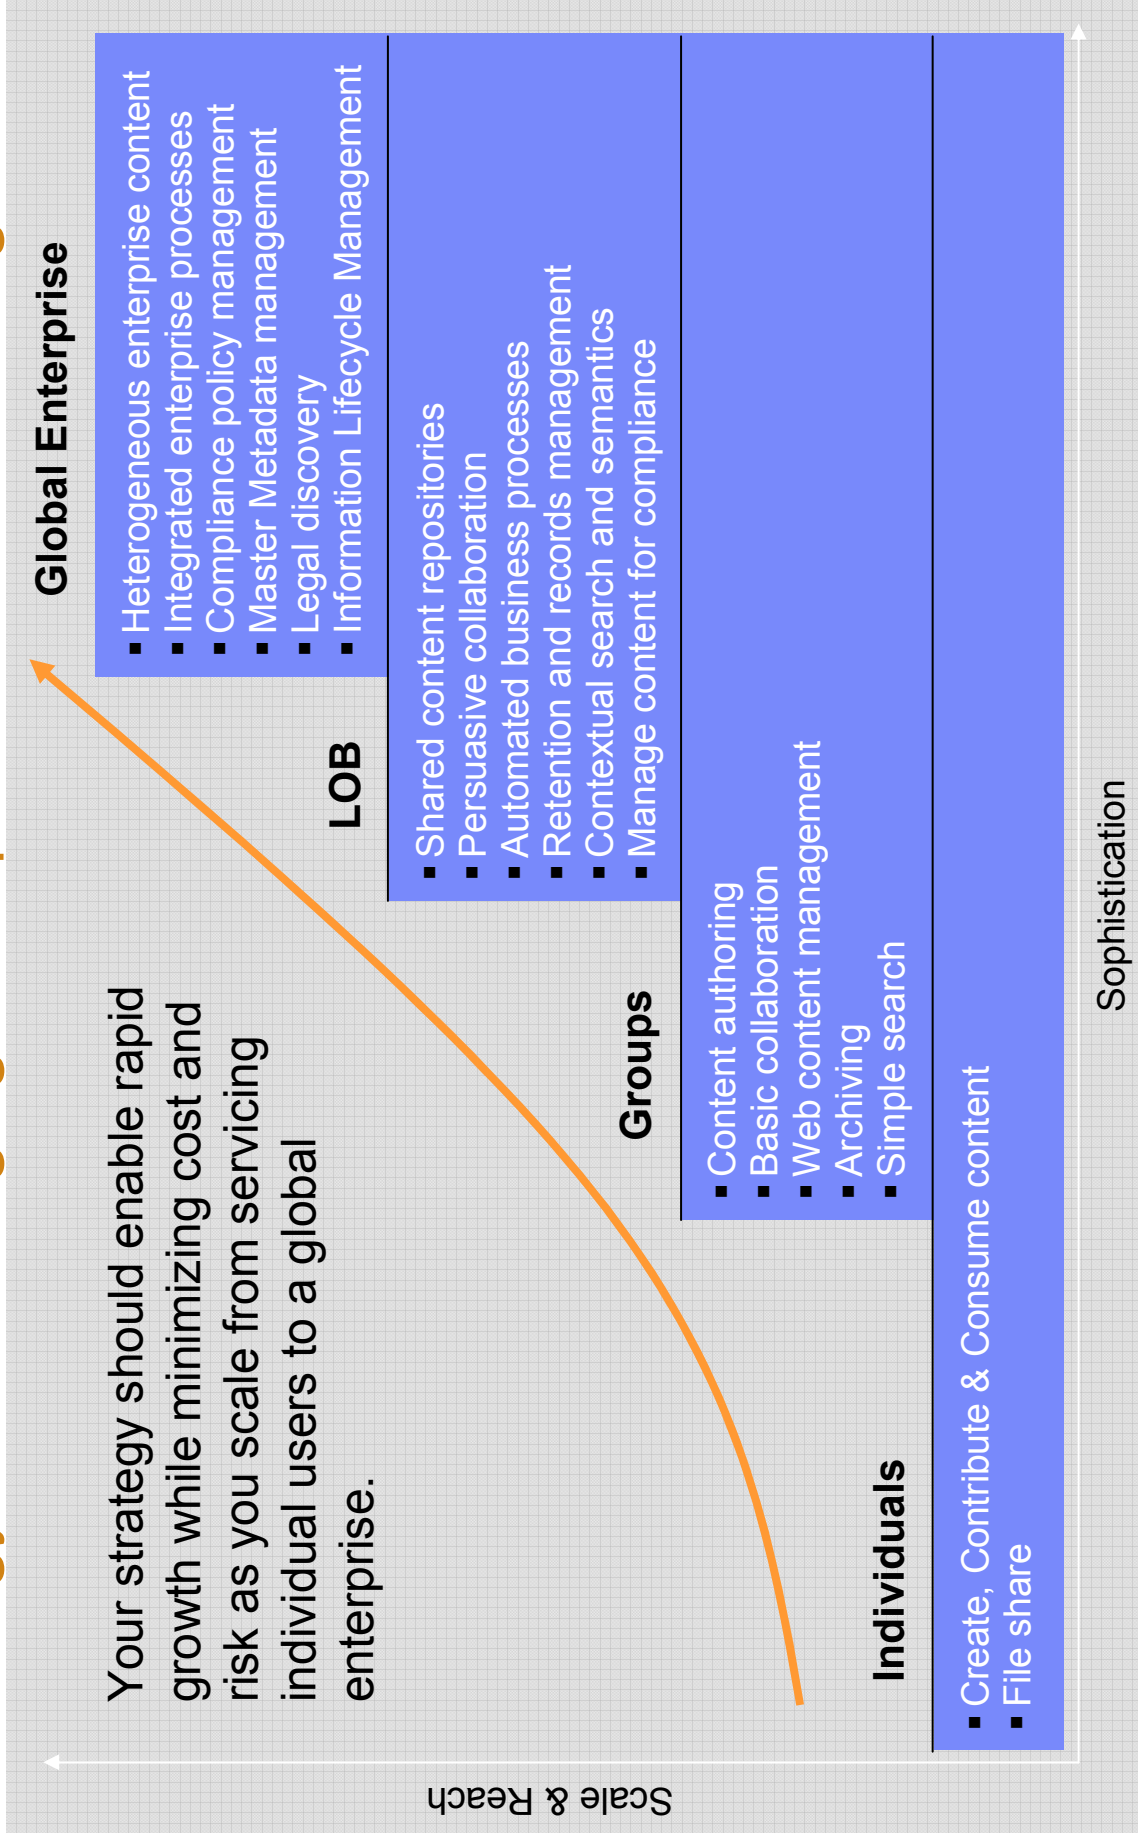 Your strategy should enable rapid
growth while minimizing cost and
risk as you scale from servicing
individual users to a global
enterprise.
Global Enterprise
▪ Heterogeneous enterprise content
▪ Integrated enterprise processes
▪ Compliance policy management
▪ Master Metadata management
▪ Legal discovery
▪ Information Lifecycle Management
LOB
▪ Shared content repositories
▪ Persuasive collaboration
▪ Automated business processes
▪ Retention and records management
▪ Contextual search and semantics
▪ Manage content for compliance
Groups
▪ Content authoring
▪ Basic collaboration
▪ Web content management
▪ Archiving
▪ Simple search
Individuals
▪ Create, Contribute & Consume content
▪ File share
Scale & Reach
Sophistication